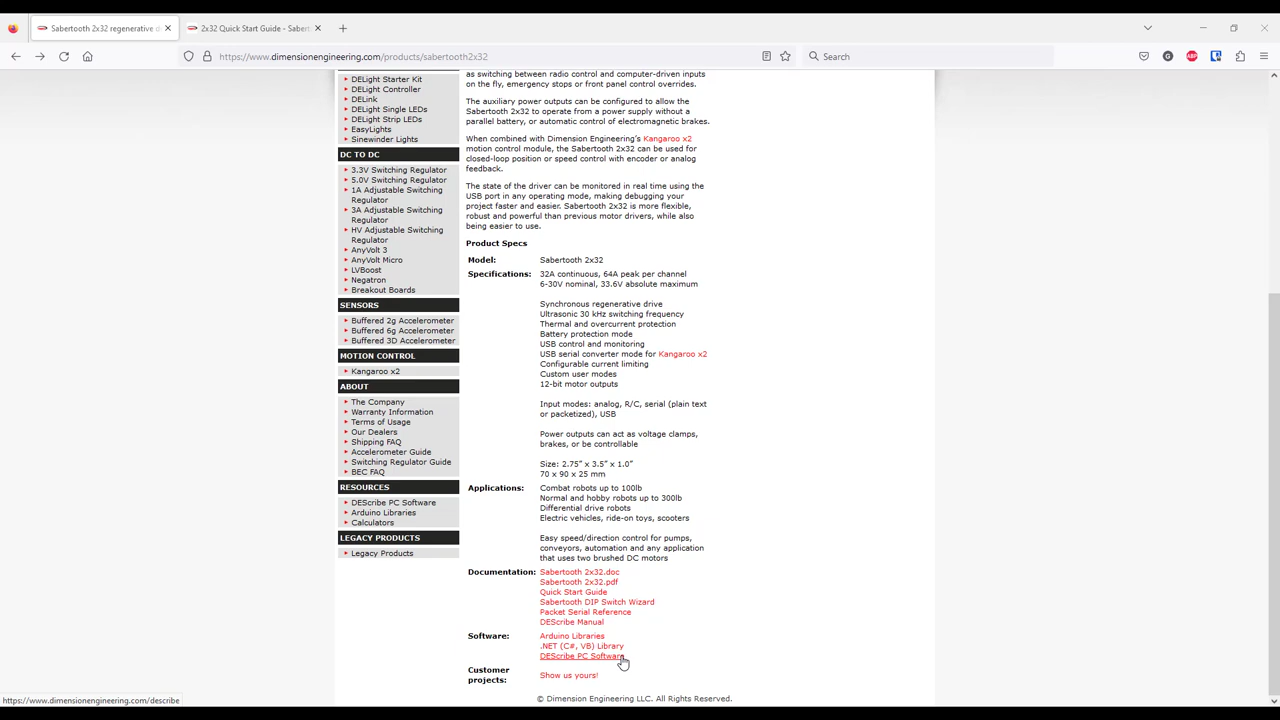 Sabertooth 2x32 regenerative d
2x32 Quick Start Guide - Sabert
https://www.dimensionengineering.com/products/sabertooth2x32
Search
DELight Starter Kit
DELight Controller
DELink
DELight Single LEDs
DELight Strip LEDs
EasyLights
Sinewinder Lights
DC TO DC
3.3V Switching Regulator
5.0V Switching Regulator
1A Adjustable Switching
Regulator
3A Adjustable Switching
Regulator
HV Adjustable Switching
Regulator
AnyVolt 3
AnyVolt Micro
LVBoost
Negatron
Breakout Boards
SENSORS
Buffered 2g Accelerometer
Buffered 6g Accelerometer
Buffered 3D Accelerometer
MOTION CONTROL
Kangaroo x2
ABOUT
The Company
Warranty Information
Terms of Usage
Our Dealers
Shipping FAQ
Accelerometer Guide
Switching Regulator Guide
BEC FAQ
RESOURCES
DEScribe PC Software
Arduino Libraries
Calculators
LEGACY PRODUCTS
Legacy Products
as switching between radio control and computer-driven inputs
on the fly, emergency stops or front panel control overrides.
The auxiliary power outputs can be configured to allow the
Sabertooth 2x32 to operate from a power supply without a
parallel battery, or automatic control of electromagnetic brakes.
When combined with Dimension Engineering's Kangaroo x2
motion control module, the Sabertooth 2x32 can be used for
closed-loop position or speed control with encoder or analog
feedback.
The state of the driver can be monitored in real time using the
USB port in any operating mode, making debugging your
project faster and easier. Sabertooth 2x32 is more flexible,
robust and powerful than previous motor drivers, while also
being easier to use.
Product Specs
Model: Sabertooth 2x32
Specifications: 32A continuous, 64A peak per channel
6-30V nominal, 33.6V absolute maximum
Synchronous regenerative drive
Ultrasonic 30 kHz switching frequency
Thermal and overcurrent protection
Battery protection mode
USB control and monitoring
USB serial converter mode for Kangaroo x2
Configurable current limiting
Custom user modes
12-bit motor outputs
Input modes: analog, R/C, serial (plain text
or packetized), USB
Power outputs can act as voltage clamps,
brakes, or be controllable
Size: 2.75" x 3.5" x 1.0"
70 x 90 x 25 mm
Applications: Combat robots up to 100lb
Normal and hobby robots up to 300lb
Differential drive robots
Electric vehicles, ride-on toys, scooters
Easy speed/direction control for pumps,
conveyors, automation and any application
that uses two brushed DC motors
Documentation: Sabertooth 2x32.doc
Sabertooth 2x32.pdf
Quick Start Guide
Sabertooth DIP Switch Wizard
Packet Serial Reference
DEScribe Manual
Software: Arduino Libraries
.NET (C#, VB) Library
DEScribe PC Software
Customer
projects: Show us yours!
© Dimension Engineering LLC. All Rights Reserved.
https://www.dimensionengineering.com/describe